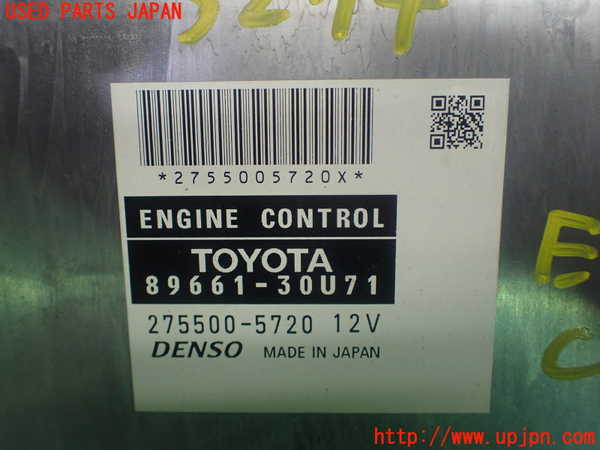 USED PARTS JAPAN
5294
*2755005720X*
ENGINE CONTROL
TOYOTA
89661-30U71
275500-5720 12V
DENSO MADE IN JAPAN
E
C
http://www.upjpn.com/